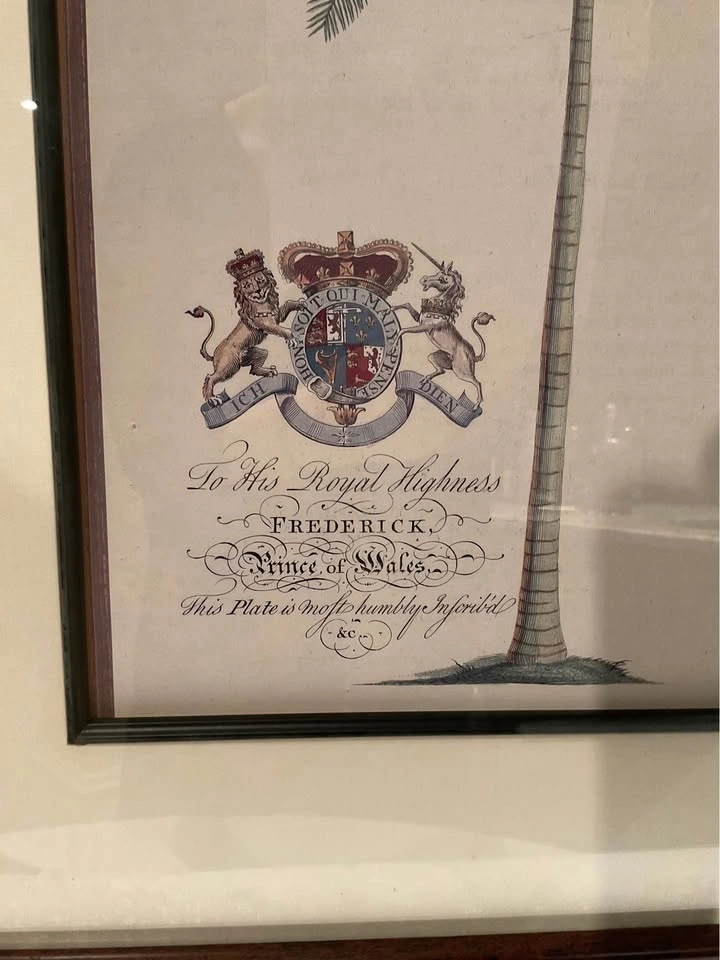 HONI SOIT QUI MAL Y PENSE
ICH DIEN
To His Royal Highness
FREDERICK,
Prince of Wales,
This Plate is moſt humbly Inſcrib'd
&c.